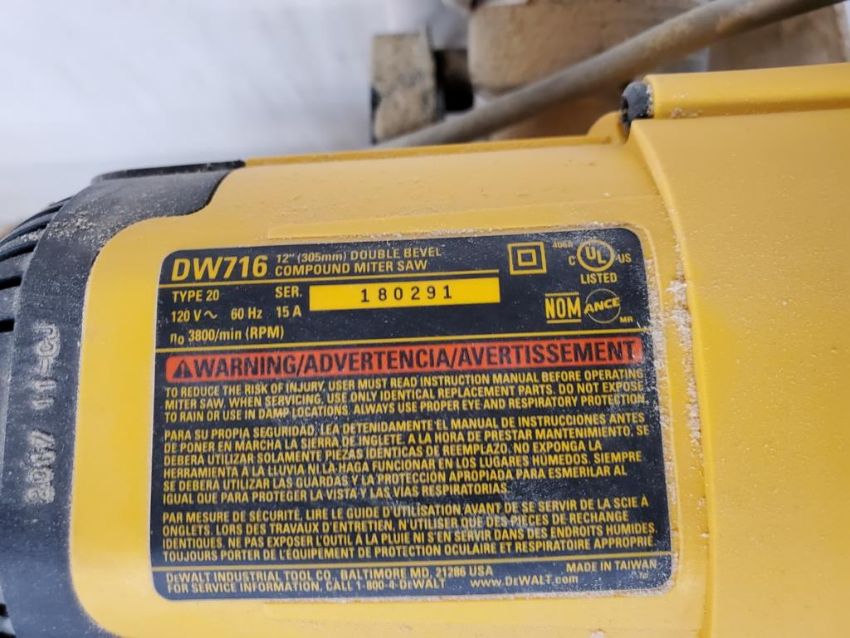 DW716 12" (305mm) DOUBLE BEVEL
COMPOUND MITER SAW
TYPE 20 SER. 180291
120 V~ 60 Hz 15 A
no 3800/min (RPM)
406A
C UL US
LISTED
NOM ANCE
MR
WARNING/ADVERTENCIA/AVERTISSEMENT
TO REDUCE THE RISK OF INJURY, USER MUST READ INSTRUCTION MANUAL BEFORE OPERATING
MITER SAW. WHEN SERVICING, USE ONLY IDENTICAL REPLACEMENT PARTS. DO NOT EXPOSE
TO RAIN OR USE IN DAMP LOCATIONS. ALWAYS USE PROPER EYE AND RESPIRATORY PROTECTION.
PARA SU PROPIA SEGURIDAD, LEA DETENIDAMENTE EL MANUAL DE INSTRUCCIONES ANTES
DE PONER EN MARCHA LA SIERRA DE INGLETE. A LA HORA DE PRESTAR MANTENIMIENTO, SE
DEBERA UTILIZAR SOLAMENTE PIEZAS IDENTICAS DE REEMPLAZO. NO EXPONGA LA
HERRAMIENTA A LA LLUVIA NI LA HAGA FUNCIONAR EN LOS LUGARES HÚMEDOS. SIEMPRE
SE DEBERA UTILIZAR LAS GUARDAS Y LA PROTECCION APROPIADA PARA ESMERILAR AL
IGUAL QUE PARA PROTEGER LA VISTA Y LAS VIAS RESPIRATORIAS.
PAR MESURE DE SÉCURITÉ, LIRE LE GUIDE D'UTILISATION AVANT DE SE SERVIR DE LA SCIE À
ONGLETS. LORS DES TRAVAUX D'ENTRETIEN, N'UTILISER QUE DES PIECES DE RECHANGE
IDENTIQUES. NE PAS EXPOSER L'OUTIL À LA PLUIE NI S'EN SERVIR DANS DES ENDROITS HUMIDES.
TOUJOURS PORTER DE L'ÉQUIPEMENT DE PROTECTION OCULAIRE ET RESPIRATOIRE APPROPRIÉ.
DEWALT INDUSTRIAL TOOL CO., BALTIMORE MD, 21286 USA MADE IN TAIWAN
FOR SERVICE INFORMATION, CALL 1-800-4-DEWALT www.DEWALT.com
2017 11-CJ